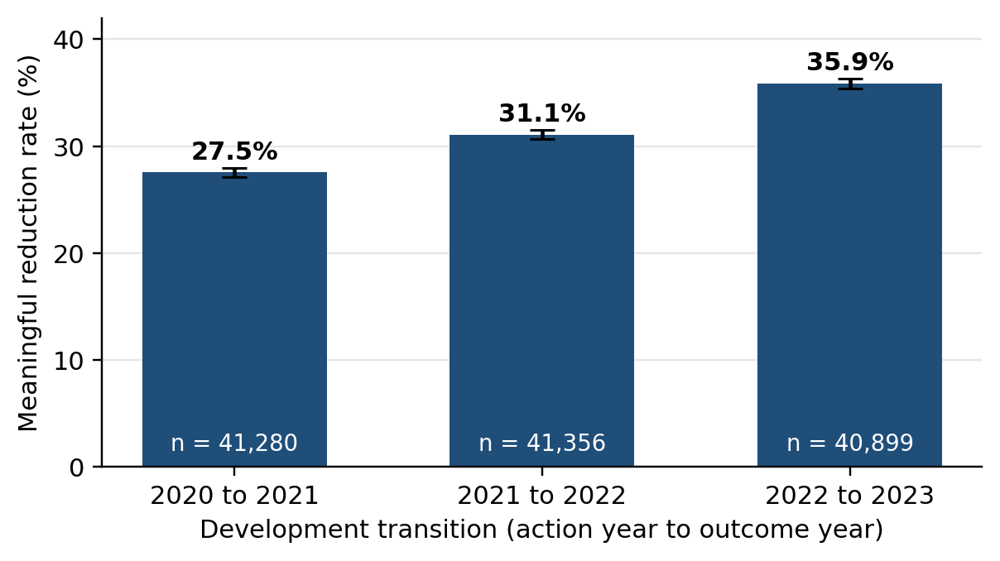 Meaningful reduction rate (%)
40
30
20
10
0
27.5%
31.1%
35.9%
n = 41,280
n = 41,356
n = 40,899
2020 to 2021
2021 to 2022
2022 to 2023
Development transition (action year to outcome year)